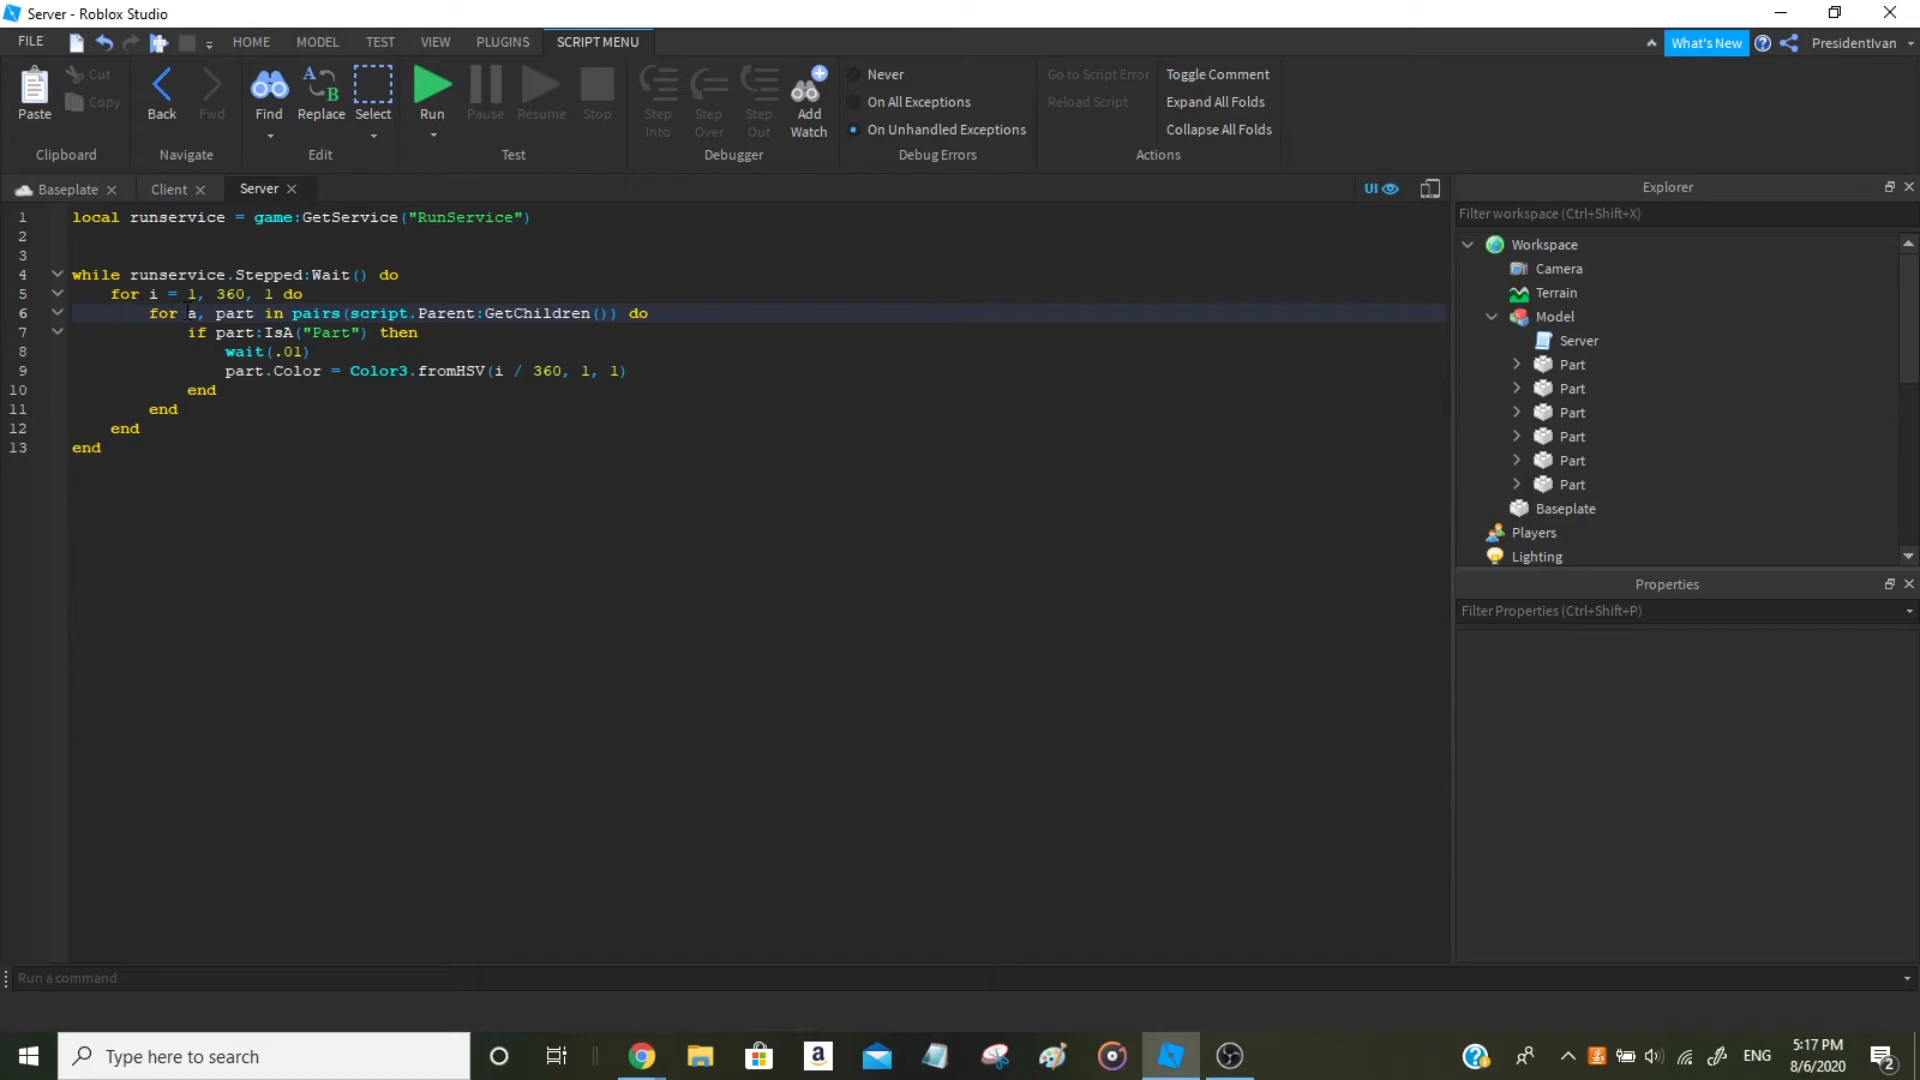 Server - Roblox Studio
FILE HOME MODEL TEST VIEW PLUGINS SCRIPT MENU What's New PresidentIvan
Paste Cut Copy Back Fwd Find Replace Select Run Pause Resume Stop Step Into Step Over Step Out Add Watch
Never
On All Exceptions
On Unhandled Exceptions
Go to Script Error
Reload Script
Toggle Comment
Expand All Folds
Collapse All Folds
Clipboard Navigate Edit Test Debugger Debug Errors Actions
Baseplate Client Server UI
1 local runservice = game:GetService("RunService")
2
3
4 while runservice.Stepped:Wait() do
5 for i = 1, 360, 1 do
6 for a, part in pairs(script.Parent:GetChildren()) do
7 if part:IsA("Part") then
8 wait(.01)
9 part.Color = Color3.fromHSV(i / 360, 1, 1)
10 end
11 end
12 end
13 end
Explorer
Filter workspace (Ctrl+Shift+X)
Workspace
Camera
Terrain
Model
Server
Part
Part
Part
Part
Part
Part
Baseplate
Players
Lighting
Properties
Filter Properties (Ctrl+Shift+P)
Run a command
Type here to search
ENG
5:17 PM
8/6/2020
2